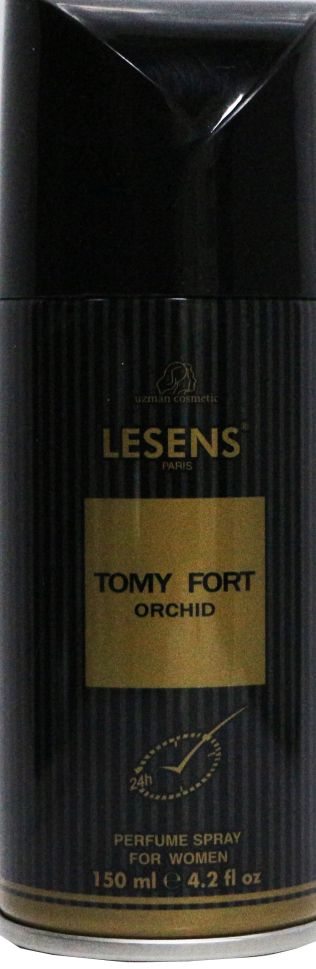 uzman cosmetic
LESENS®
PARIS
TOMY FORT
ORCHID
24h
PERFUME SPRAY
FOR WOMEN
150 ml ℮ 4.2 fl oz